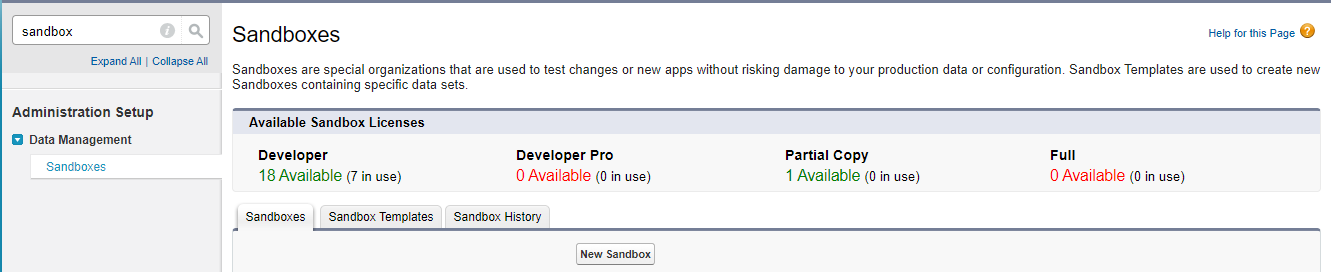 sandbox
Expand All | Collapse All
Administration Setup
Data Management
Sandboxes
Sandboxes
Help for this Page
Sandboxes are special organizations that are used to test changes or new apps without risking damage to your production data or configuration. Sandbox Templates are used to create new
Sandboxes containing specific data sets.
Available Sandbox Licenses
Developer Developer Pro Partial Copy Full
18 Available (7 in use) 0 Available (0 in use) 1 Available (0 in use) 0 Available (0 in use)
Sandboxes Sandbox Templates Sandbox History
New Sandbox